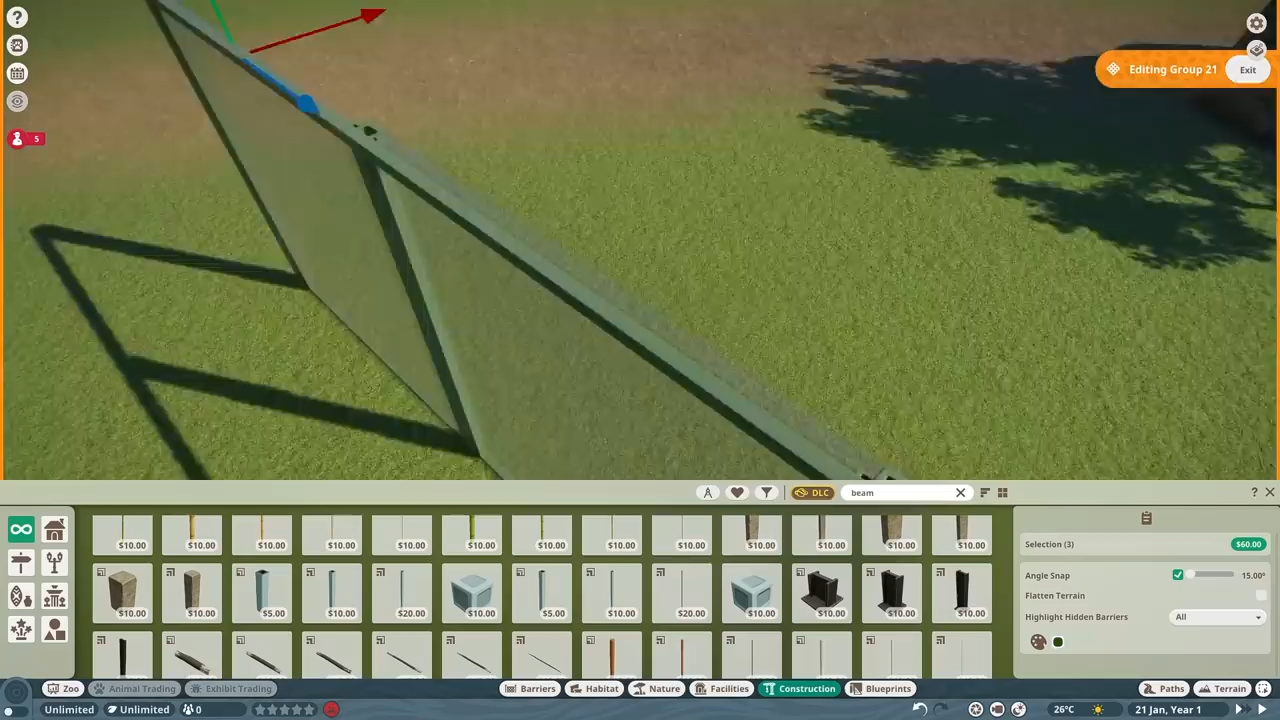 ?
Editing Group 21
Exit
5
DLC
beam
?
$10.00 $10.00 $10.00 $10.00 $10.00 $10.00 $10.00 $10.00 $10.00 $10.00 $10.00 $10.00 $10.00
$10.00 $10.00 $5.00 $10.00 $20.00 $10.00 $5.00 $10.00 $20.00 $10.00 $10.00 $10.00 $10.00
Selection (3)
$60.00
Angle Snap
15.00°
Flatten Terrain
Highlight Hidden Barriers
All
Zoo
Animal Trading
Exhibit Trading
Barriers
Habitat
Nature
Facilities
Construction
Blueprints
Paths
Terrain
Unlimited
Unlimited
0
26°C
21 Jan, Year 1